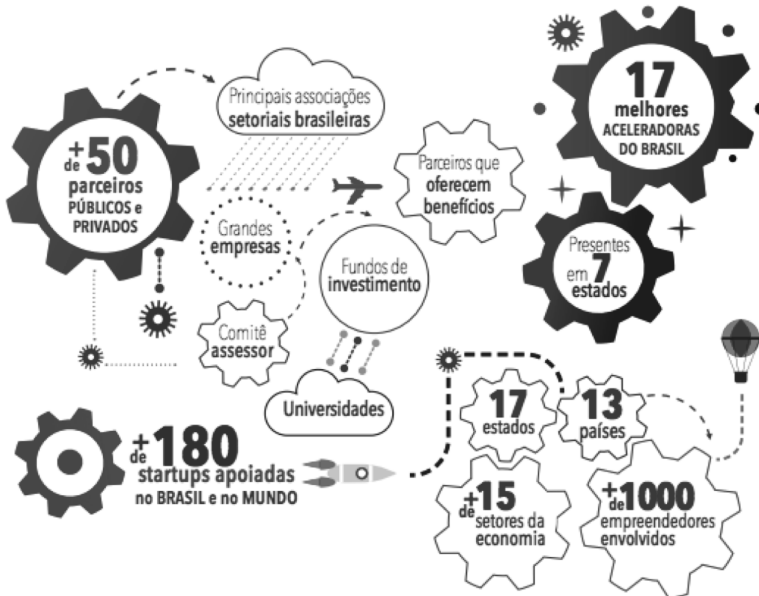 + de 50
parceiros
PÚBLICOS e
PRIVADOS
Principais associações
setoriais brasileiras
Grandes
empresas
Comitê
assessor
Parceiros que
oferecem
benefícios
Fundos de
investimento
Universidades
17
melhores
ACELERADORAS
DO BRASIL
Presentes
em 7
estados
+ de 180
startups apoiadas
no BRASIL e no MUNDO
17
estados
13
países
+ de 15
setores da
economia
+ de 1000
empreendedores
envolvidos